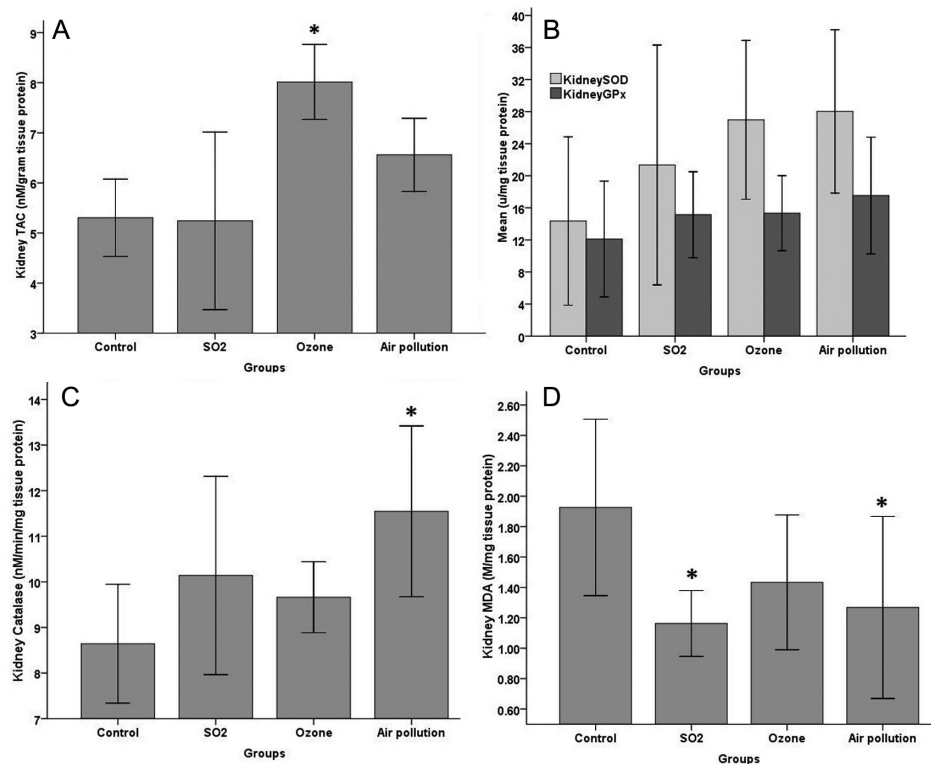 A
Kidney TAC (nM/gram tissue protein)
9
8
7
6
5
4
3
*
Control SO2 Ozone Air pollution
Groups
B
Mean (u/mg tissue protein)
40
36
32
28
24
20
16
12
8
4
0
KidneySOD
KidneyGPx
Control SO2 Ozone Air pollution
Groups
C
Kidney Catalase (nM/min/mg tissue protein)
14
13
12
11
10
9
8
7
*
Control SO2 Ozone Air pollution
Groups
D
Kidney MDA (M/mg tissue protein)
2.60
2.40
2.20
2.00
1.80
1.60
1.40
1.20
1.00
0.80
0.60
*
*
Control SO2 Ozone Air pollution
Groups